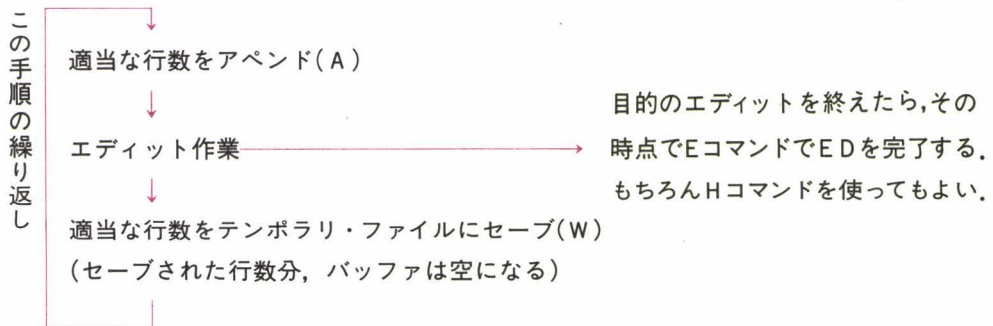 この手順の繰り返し
適当な行数をアペンド(A)
エディット作業
適当な行数をテンポラリ・ファイルにセーブ(W)
(セーブされた行数分，バッファは空になる)
目的のエディットを終えたら,その
時点でEコマンドでEDを完了する．
もちろんHコマンドを使ってもよい．